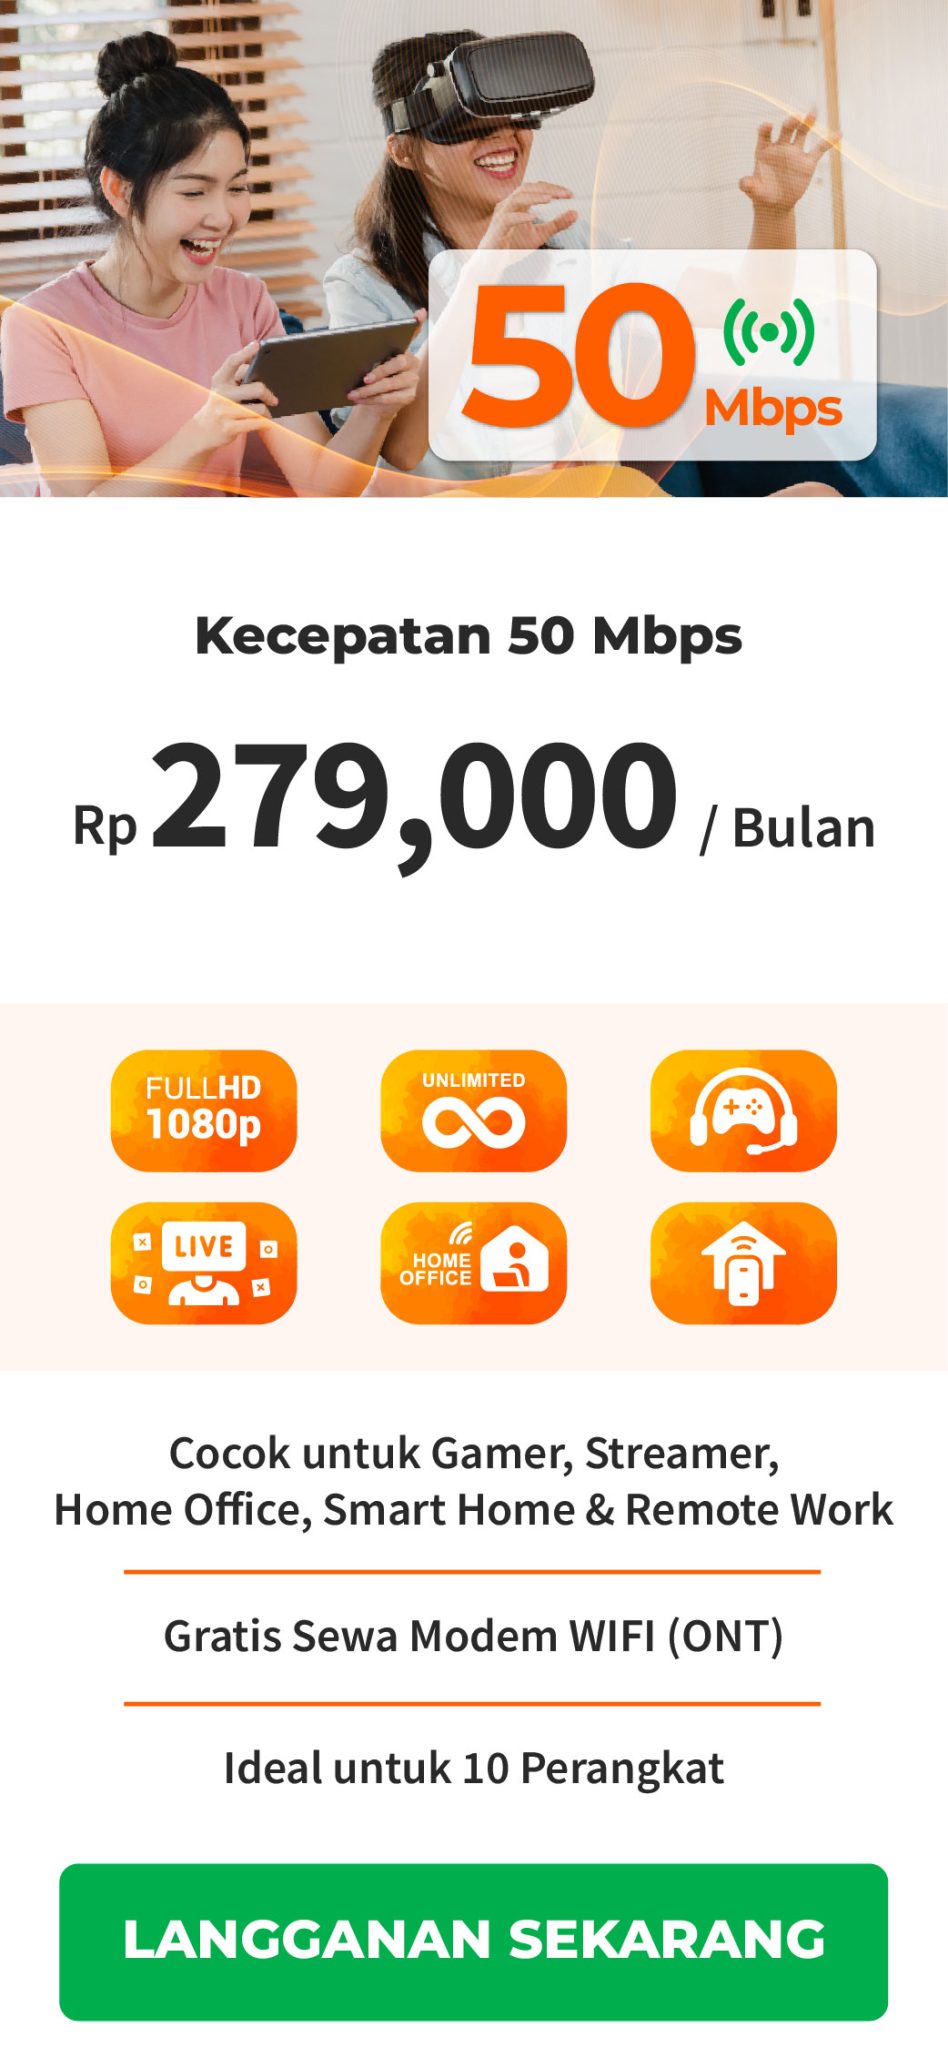 50
Mbps
Kecepatan 50 Mbps
Rp 279,000 / Bulan
FULLHD
1080p
UNLIMITED
LIVE
HOME
OFFICE
Cocok untuk Gamer, Streamer,
Home Office, Smart Home & Remote Work
Gratis Sewa Modem WIFI (ONT)
Ideal untuk 10 Perangkat
LANGGANAN SEKARANG